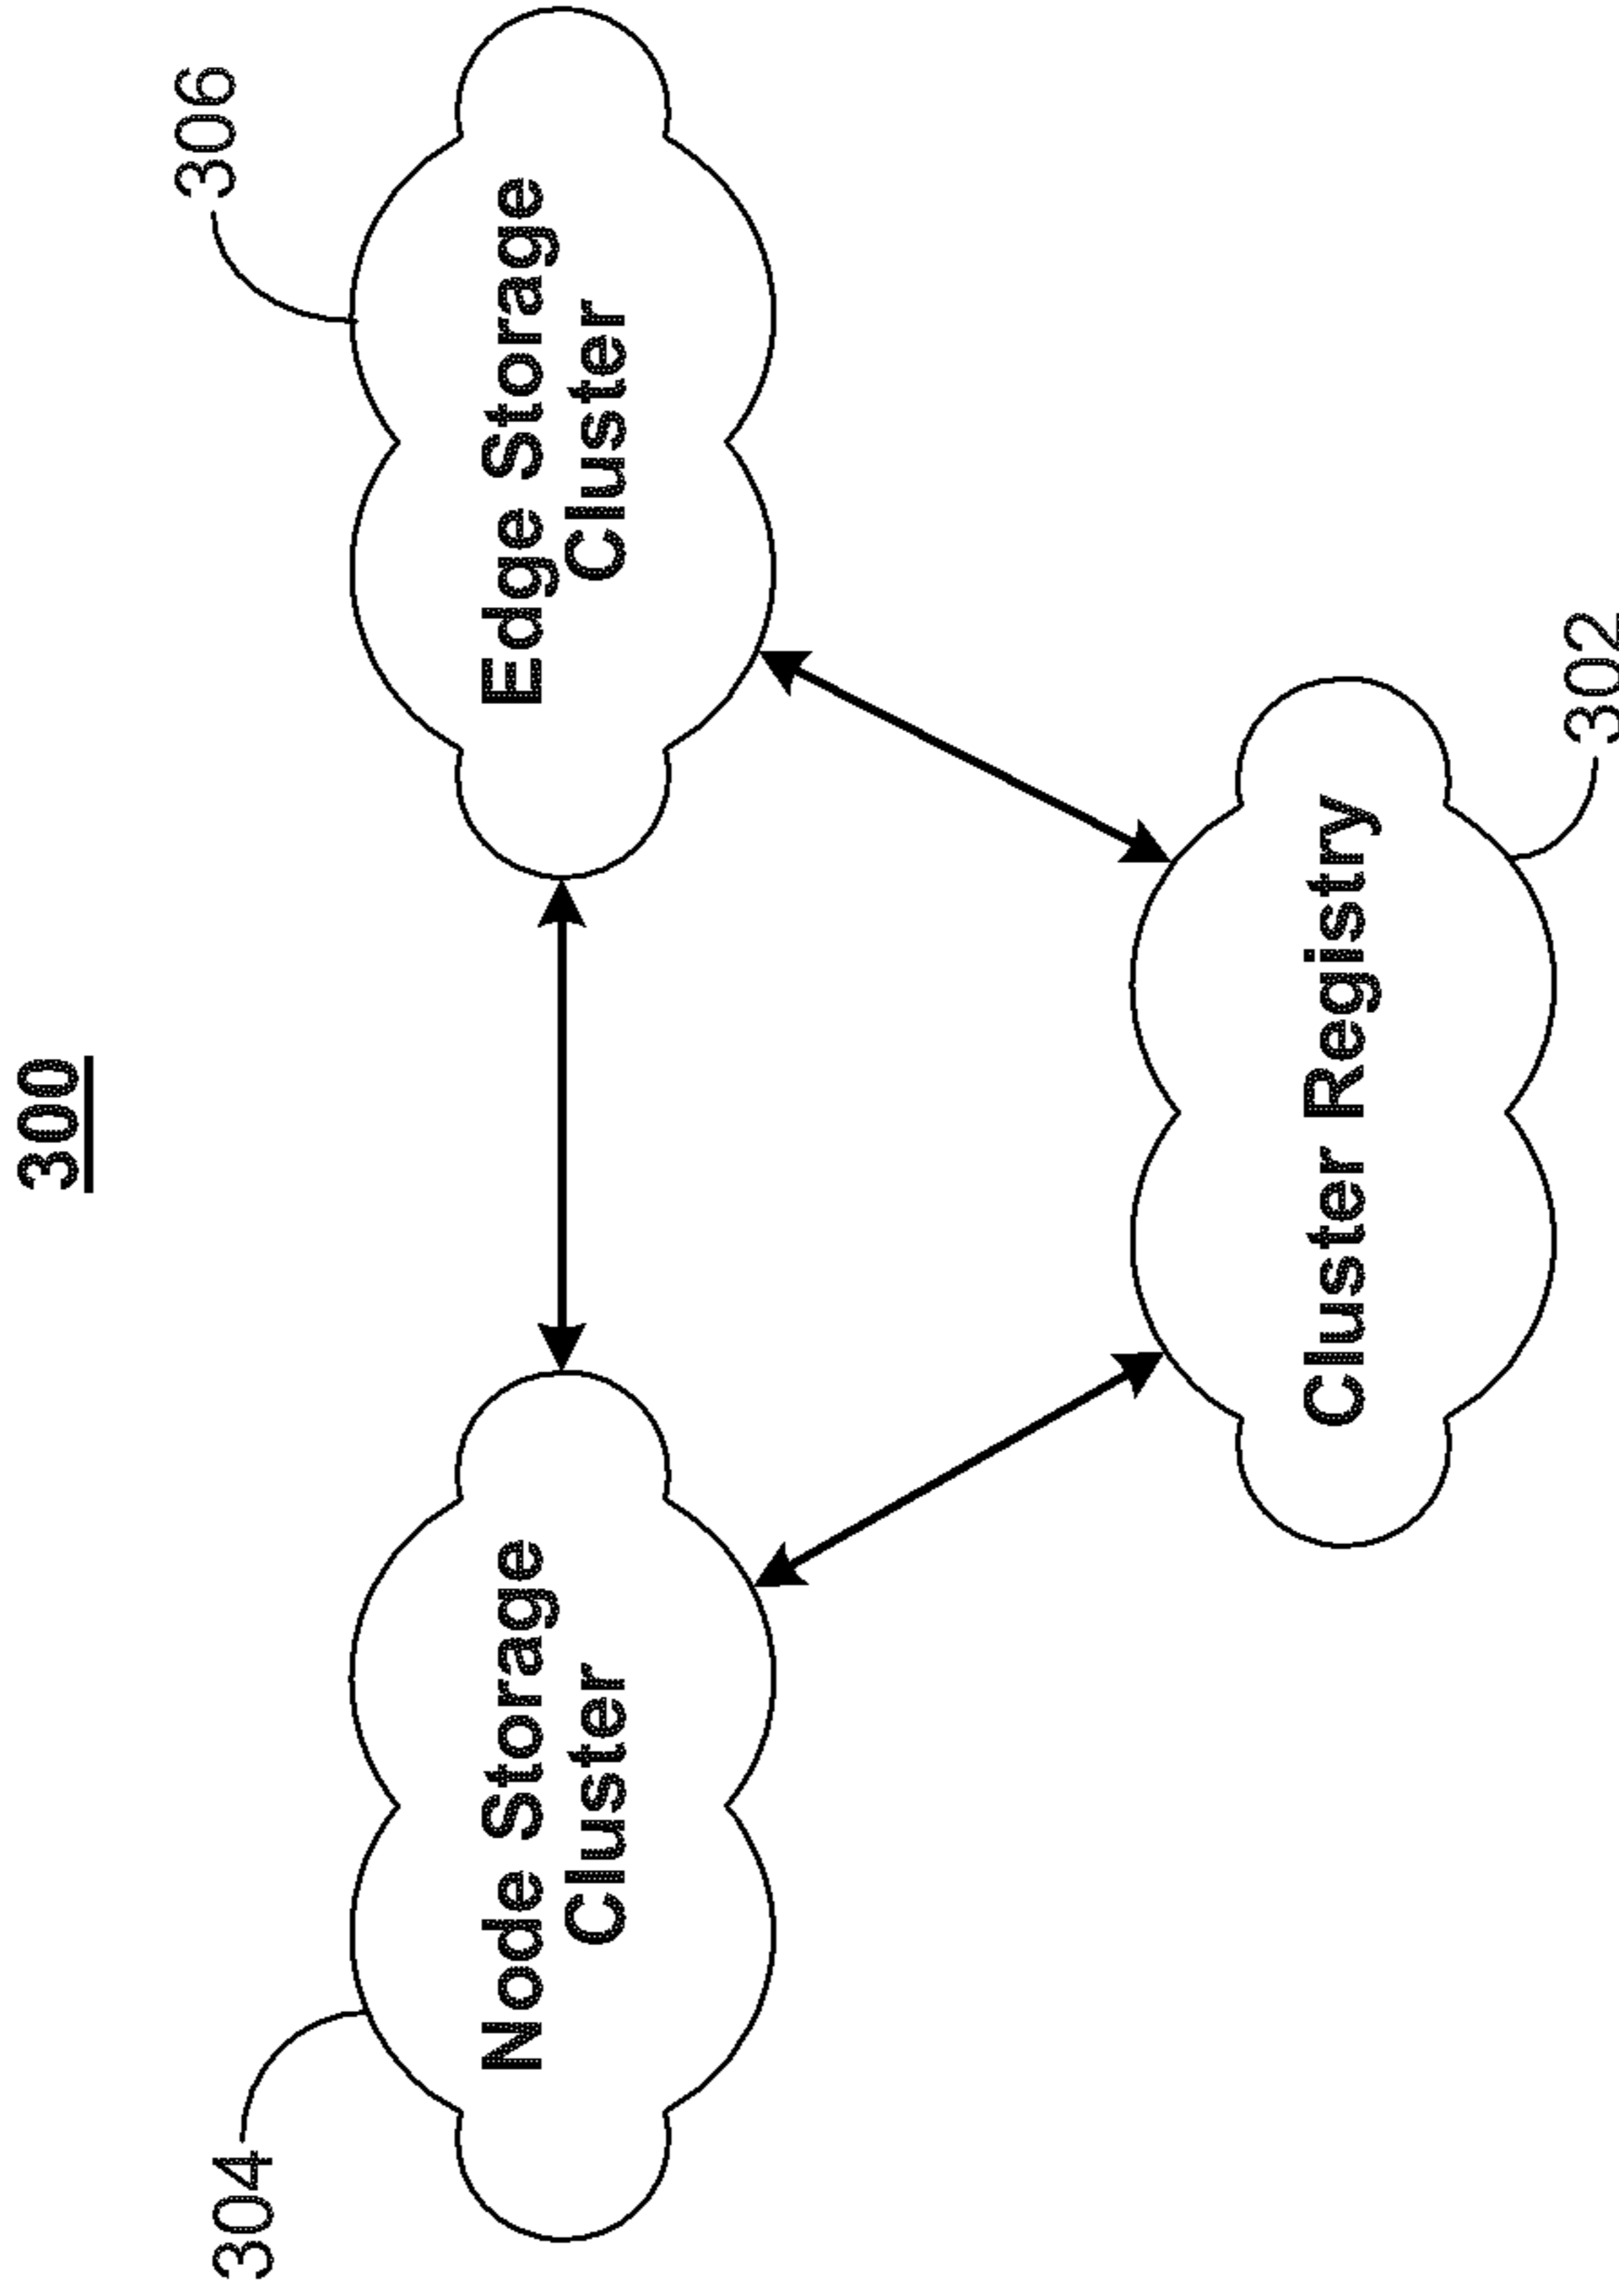 300
304
306
Node Storage
Cluster
Edge Storage
Cluster
Cluster Registry
302